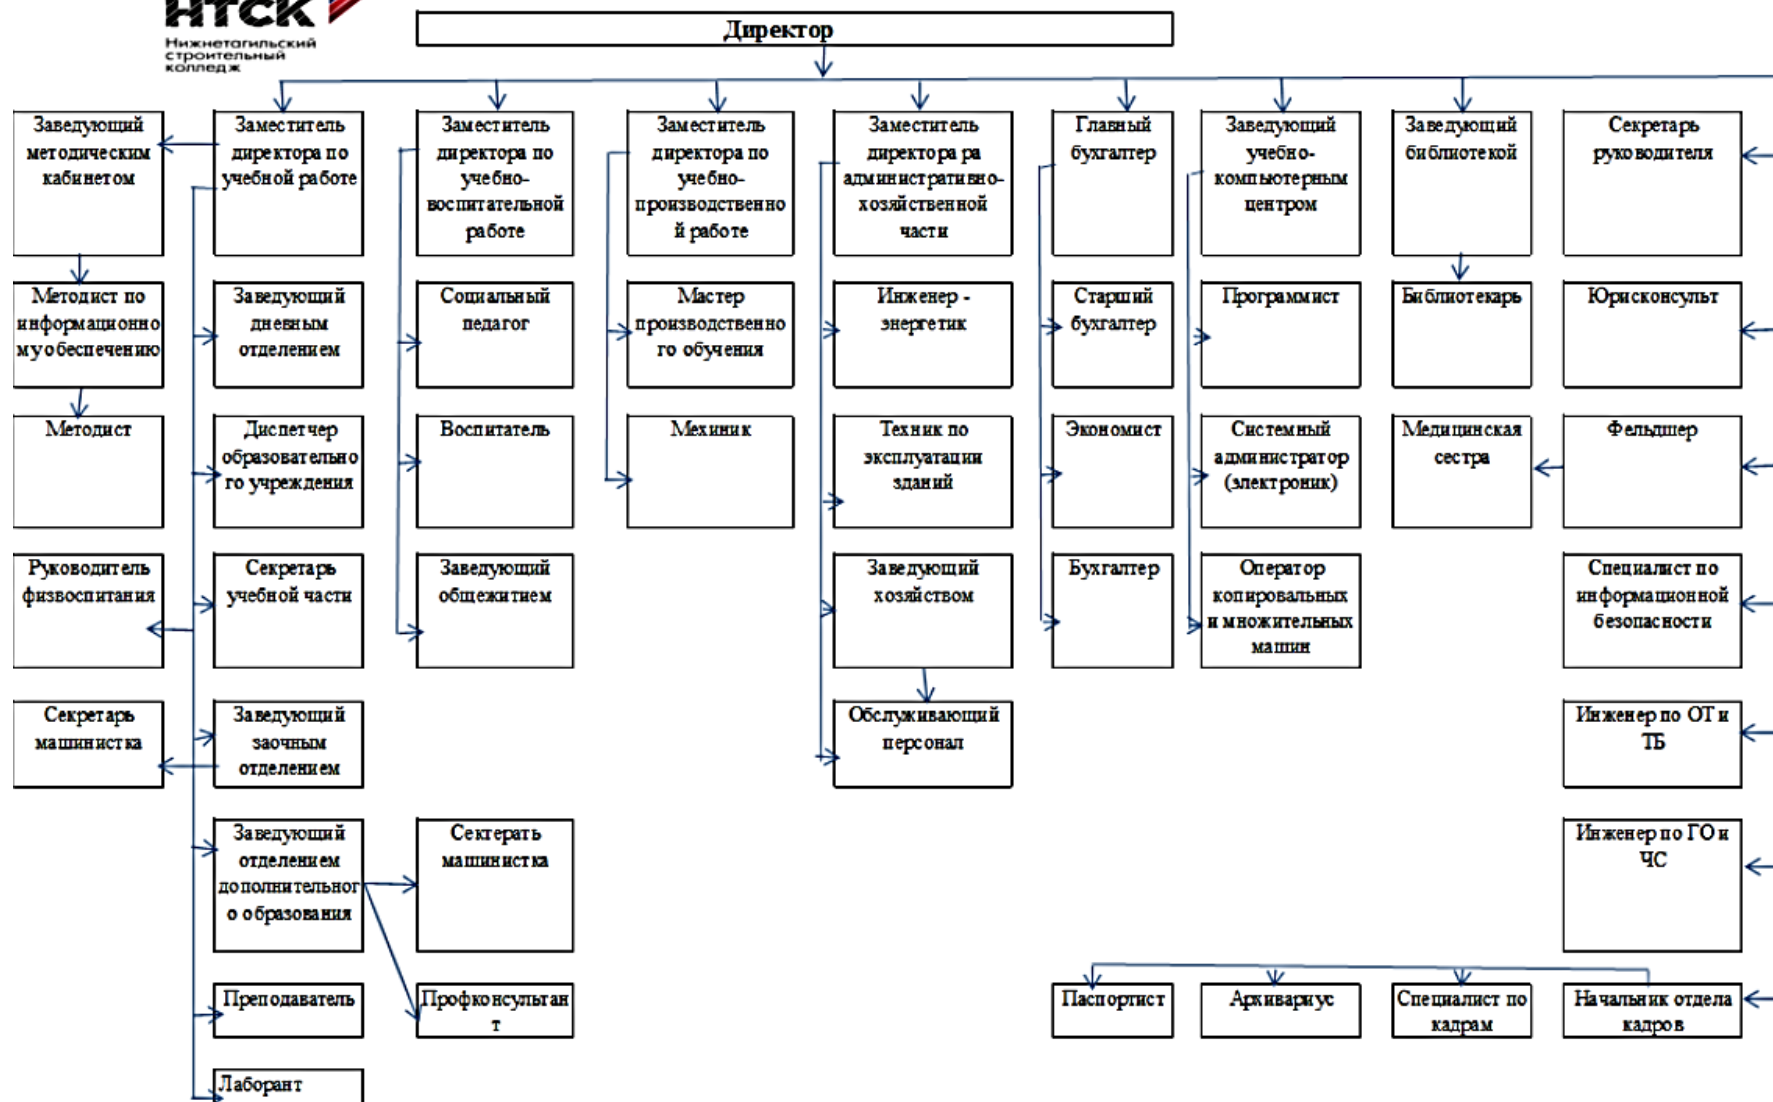 НТСК
Нижнетагильский
строительный
колледж
Директор
Заведующий
методическим
кабинетом
Заместитель
директора по
учебной работе
Заместитель
директора по
учебно-
воспитательной
работе
Заместитель
директора по
учебно-
производственно
й работе
Заместитель
директора ра
административно-
хозяйственной
части
Главный
бухгалтер
Заведующий
учебно-
компьютерным
центром
Заведующий
библиотекой
Секретарь
руководителя
Методист по
информационно
му обеспечению
Заведующий
дневным
отделением
Социальный
педагог
Мастер
производственно
го обучения
Инженер -
энергетик
Старший
бухгалтер
Программист
Библиотекарь
Юрисконсульт
Методист
Диспетчер
образовательно
го учреждения
Воспитатель
Механик
Техник по
эксплуатации
зданий
Экономист
Системный
администратор
(электроник)
Медицинская
сестра
Фельдшер
Руководитель
физвоспитания
Секретарь
учебной части
Заведующий
общежитием
Заведующий
хозяйством
Бухгалтер
Оператор
копировальных
и множительных
машин
Специалист по
информационной
безопасности
Секретарь
машинистка
Заведующий
заочным
отделением
Обслуживающий
персонал
Инженер по ОТ и
ТБ
Заведующий
отделением
дополнительног
о образования
Сектерать
машинистка
Инженер по ГО и
ЧС
Преподаватель
Профконсультан
т
Паспортист
Архивариус
Специалист по
кадрам
Начальник отдела
кадров
Лаборант